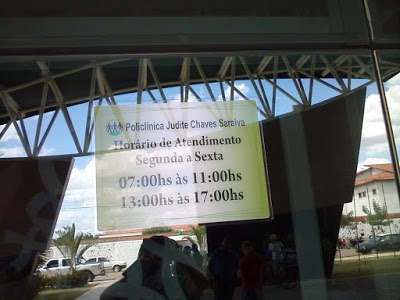 Policlínica Judite Chaves Saraiva
Horário de Atendimento
Segunda a Sexta
07:00hs às 11:00hs
13:00hs às 17:00hs